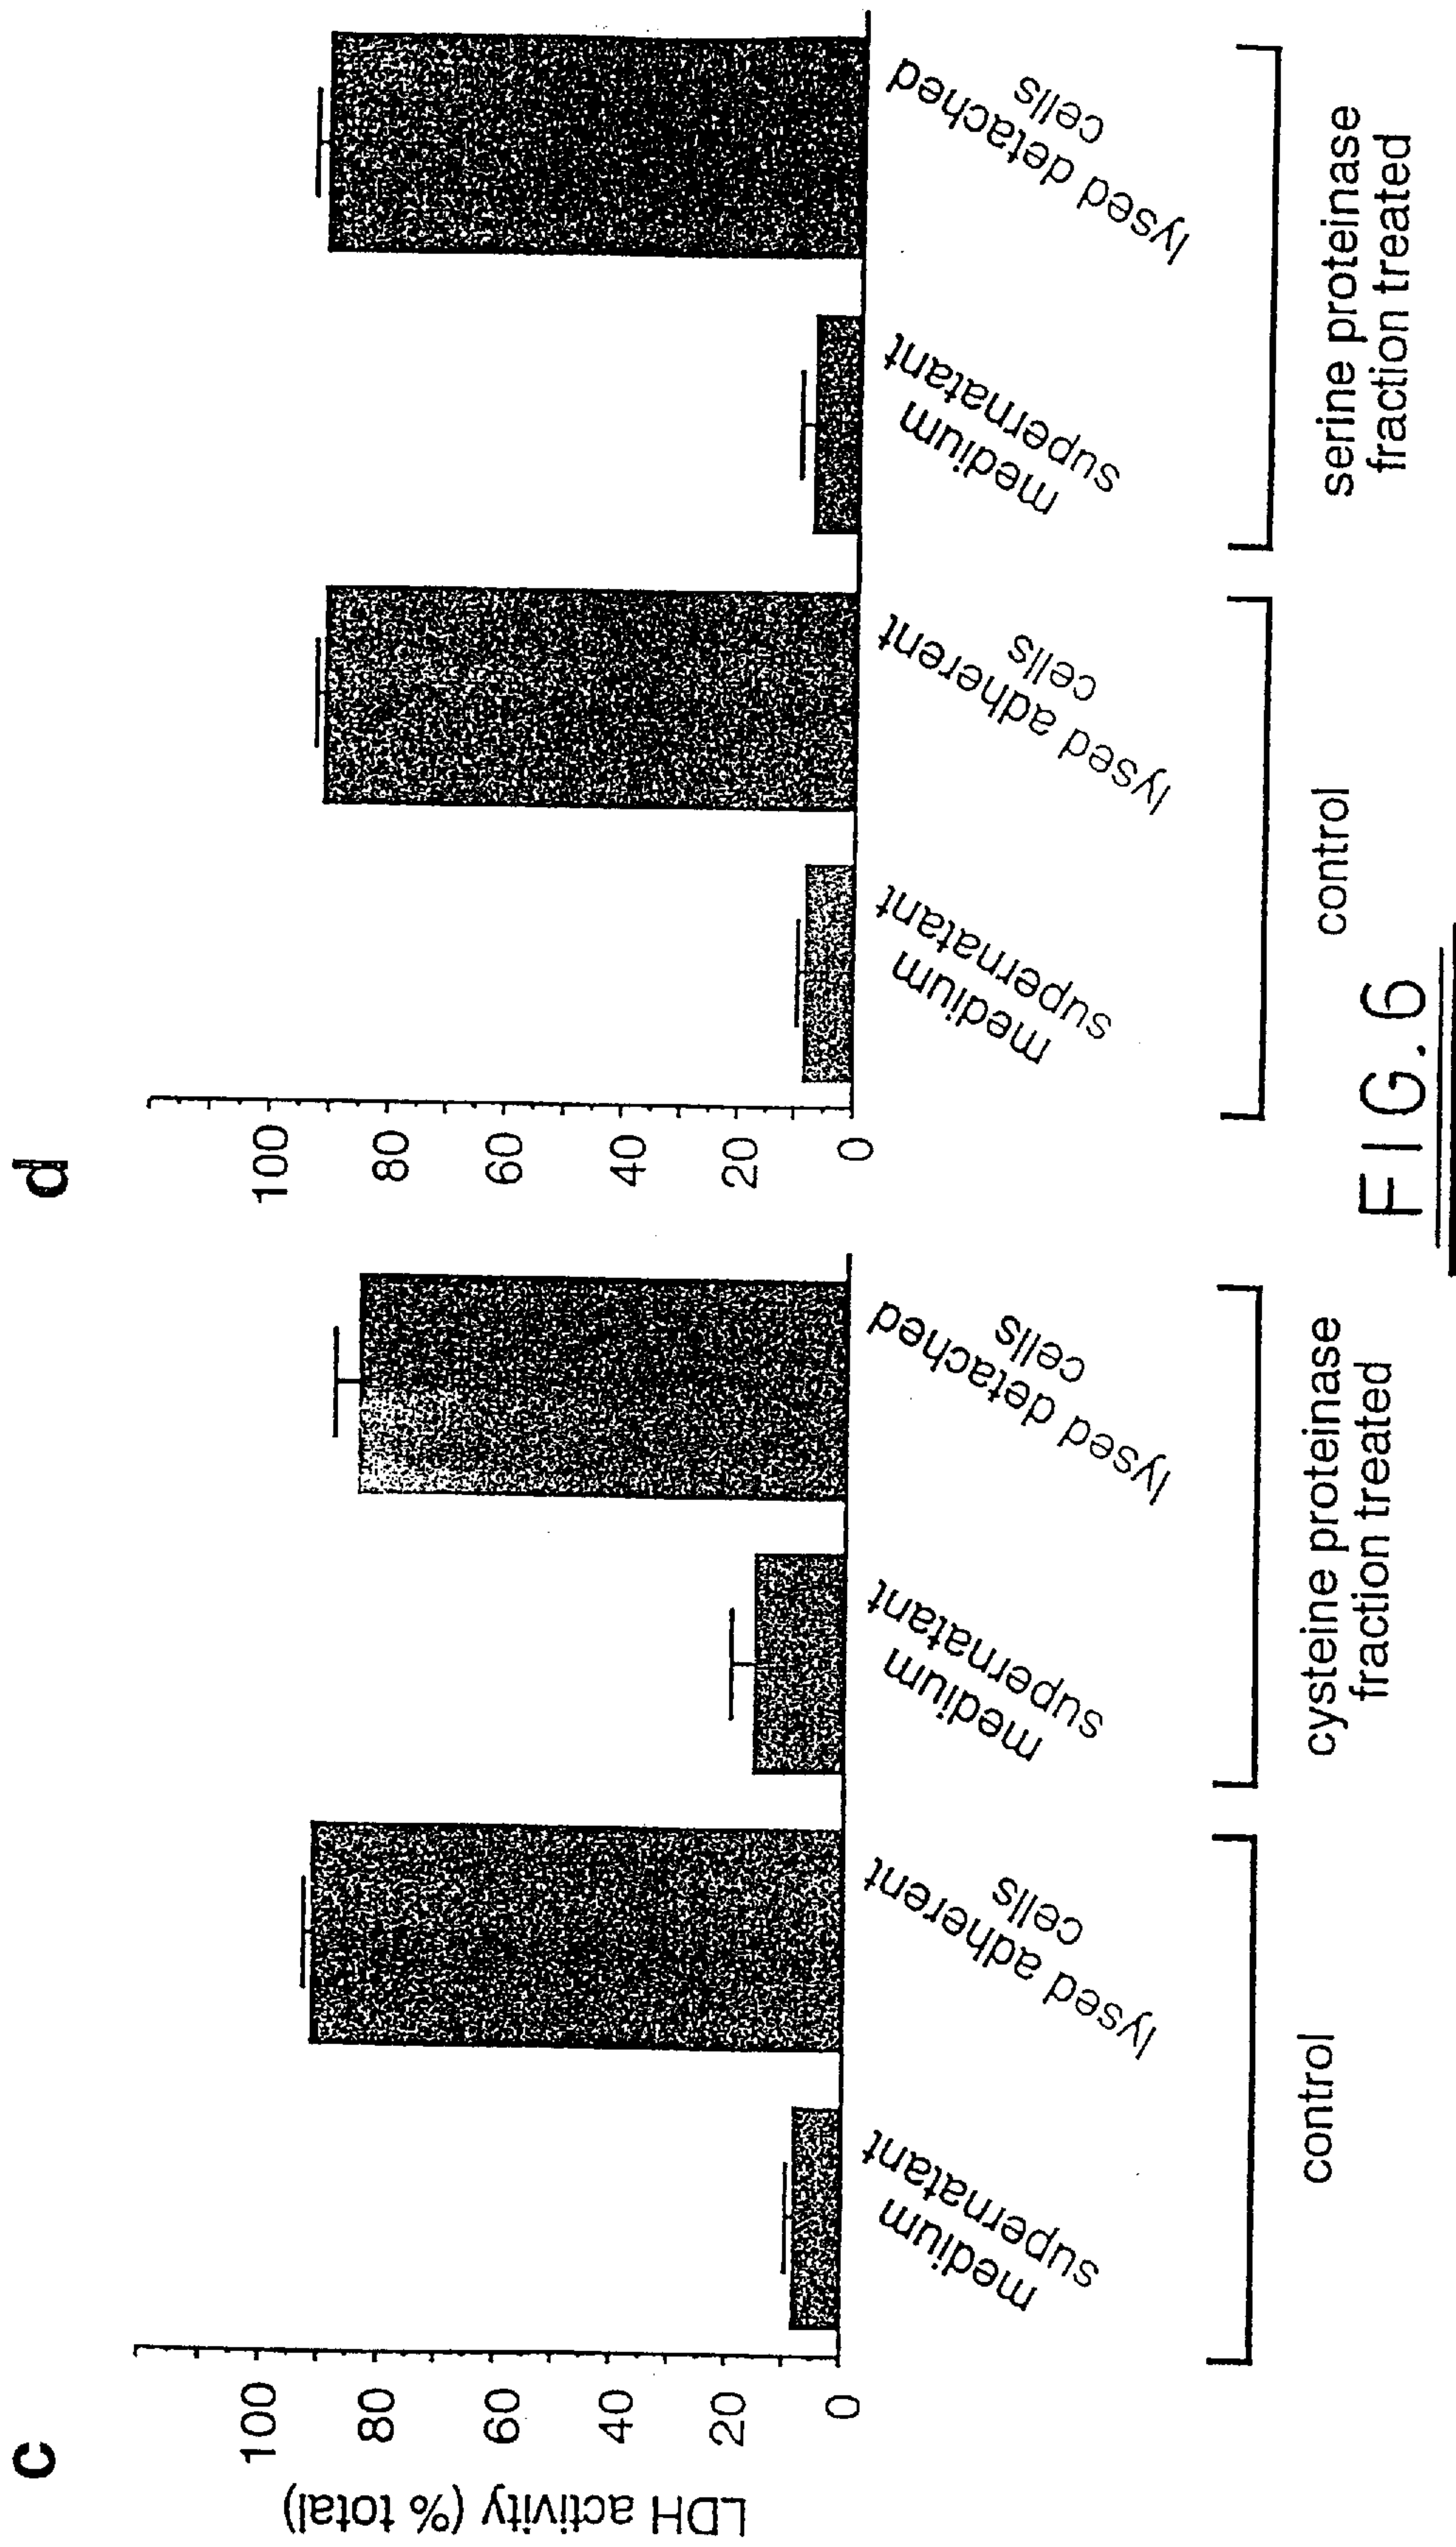 c
LDH activity (% total)
100
80
60
40
20
0
medium
supernatant
lysed adherent
cells
medium
supernatant
lysed detached
cells
control
cysteine proteinase
fraction treated
d
100
80
60
40
20
0
medium
supernatant
lysed adherent
cells
medium
supernatant
lysed detached
cells
control
serine proteinase
fraction treated
FIG. 6